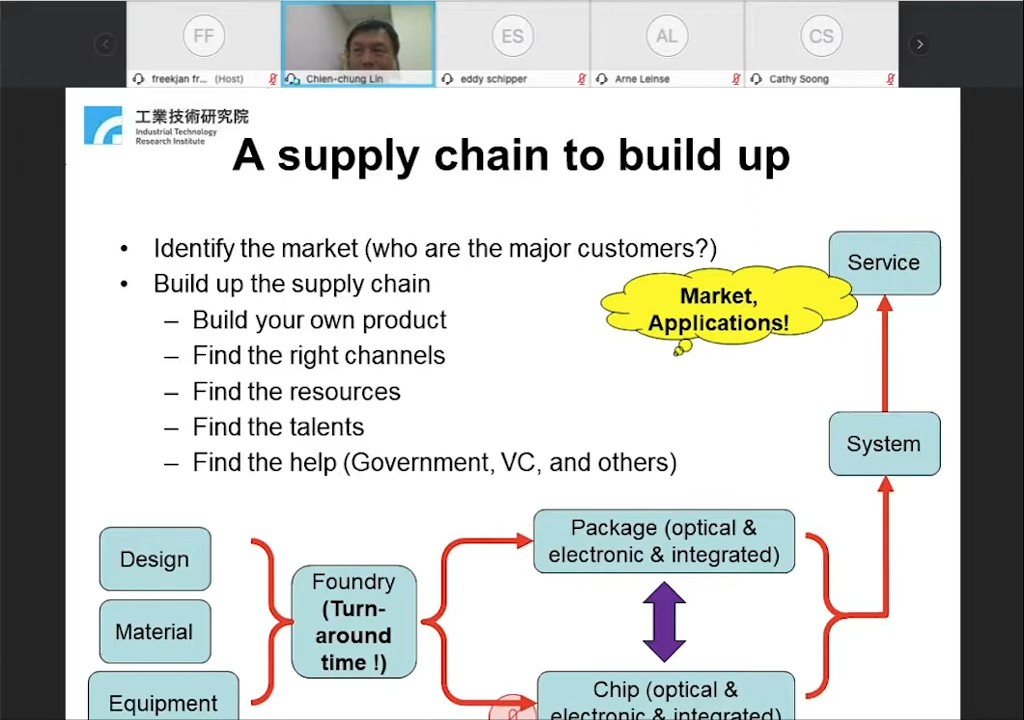 FF
ES
AL
CS
freekjan fr... (Host)
Chien-chung Lin
eddy schipper
Arne Leinse
Cathy Soong
工業技術研究院
Industrial Technology
Research Institute
A supply chain to build up
• Identify the market (who are the major customers?)
• Build up the supply chain
– Build your own product
– Find the right channels
– Find the resources
– Find the talents
– Find the help (Government, VC, and others)
Market,
Applications!
Service
System
Design
Material
Equipment
Foundry
(Turn-
around
time !)
Package (optical &
electronic & integrated)
Chip (optical &
electronic & integrated)